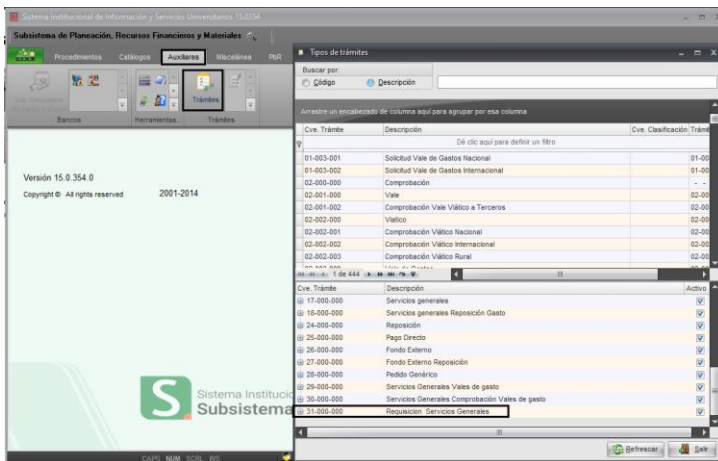 Sistema Institucional de Información y Servicios Universitarios 15.0354
Subsistema de Planeación, Recursos Financieros y Materiales
Procedimientos Catálogos Auxiliares Miscelánea PbR
Bancos Herramientas. Trámites
Trámites
Versión 15.0.354.0
Copyright © All rights reserved 2001-2014
Sistema Instituci
Subsistema
CAPS NUM SCRL INS
Tipos de trámites
Buscar por:
Código Descripción
Arrastre un encabezado de columna aquí para agrupar por esa columna
Cve. Trámite Descripción Cve. Clasificación Trámit
Dé clic aquí para definir un filtro
01-003-001 Solicitud Vale de Gastos Nacional 01-00
01-003-002 Solicitud Vale de Gastos Internacional 01-00
02-000-000 Comprobación - -
02-001-000 Vale 02-00
02-001-002 Comprobación Vale Viático a Terceros 02-00
02-002-000 Viatico 02-00
02-002-001 Comprobación Viático Nacional 02-00
02-002-002 Comprobación Viático Internacional 02-00
02-002-003 Comprobación Viático Rural 02-00
1 de 444
Cve. Trámite Descripción Activo
17-000-000 Servicios generales
18-000-000 Servicios generales Reposición Gasto
24-000-000 Reposición
25-000-000 Pago Directo
26-000-000 Fondo Externo
27-000-000 Fondo Externo Reposición
28-000-000 Pedido Genérico
29-000-000 Servicios Generales Vales de gasto
30-000-000 Servicios Generales Comprobación Vales de gasto
31-000-000 Requisicion Servicios Generales
Refrescar Salir